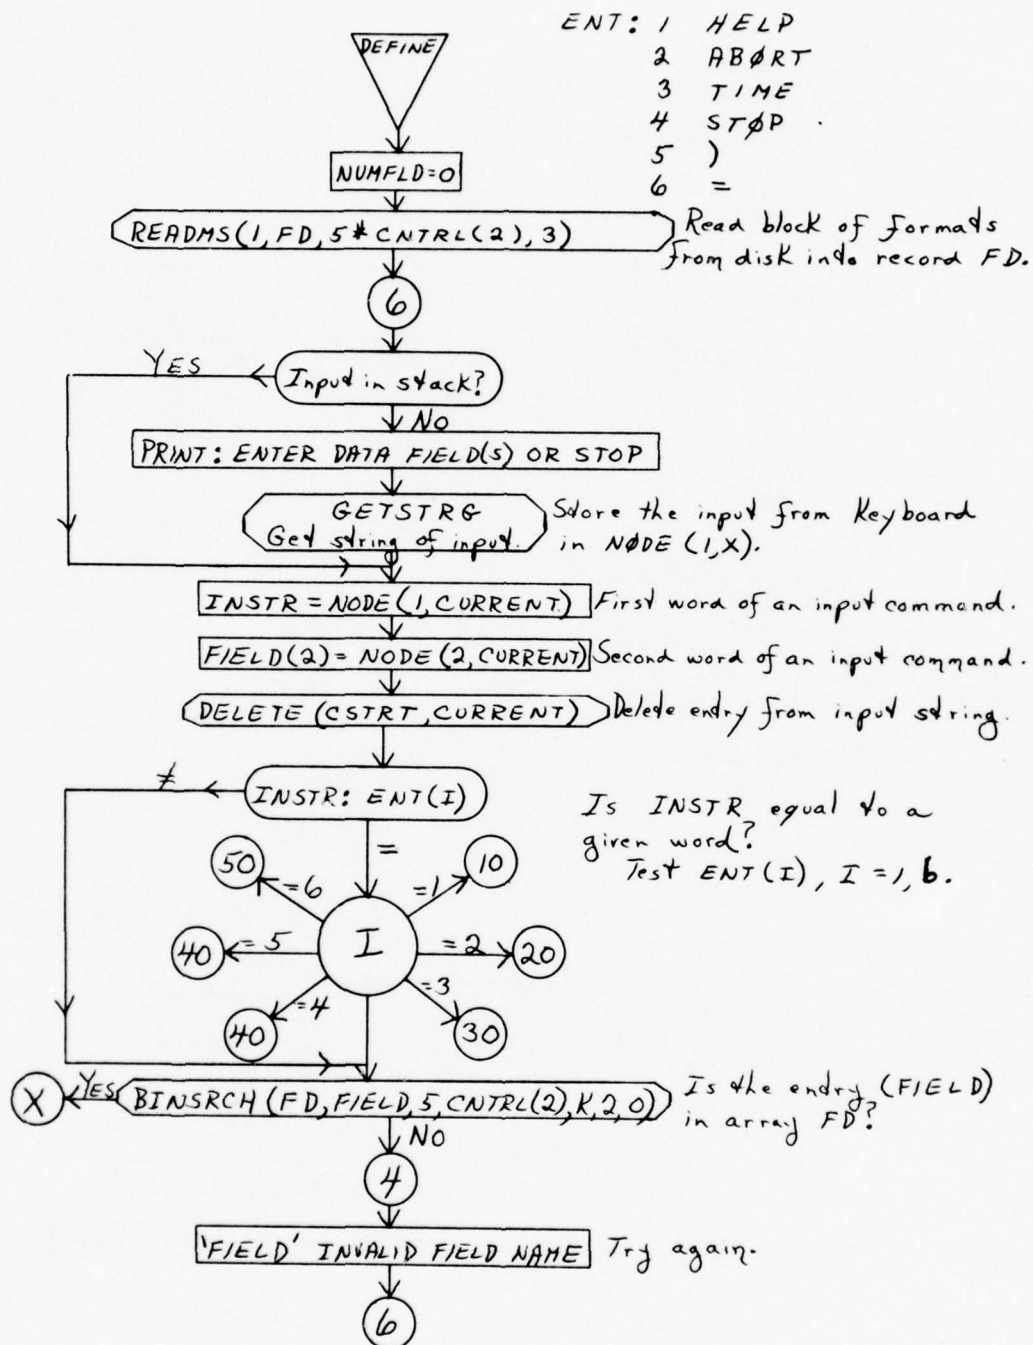 ENT: 1 HELP
2 ABØRT
3 TIME
4 STØP .
5 )
6 =
DEFINE
NUMFLD=0
READMS(1,FD,5*CNTRL(2),3)
Read block of formats
from disk into record FD.
6
Input in stack?
YES
NO
PRINT: ENTER DATA FIELD(S) OR STOP
GETSTRG
Get string of input.
Store the input from Keyboard
in NØDE (1,X).
INSTR = NODE(1,CURRENT)
First word of an input command.
FIELD(2) = NODE(2,CURRENT)
Second word of an input command.
DELETE (CSTRT,CURRENT)
Delete entry from input string.
≠
INSTR: ENT(I)
=
Is INSTR equal to a
given word?
Test ENT(I), I=1,6.
50
=6
=1
10
40
=5
I
=2
20
40
=4
=3
30
X
YES
BINSRCH (FD,FIELD,5,CNTRL(2),K,2,0)
Is the entry (FIELD)
in array FD?
NO
4
'FIELD' INVALID FIELD NAME
Try again.
6